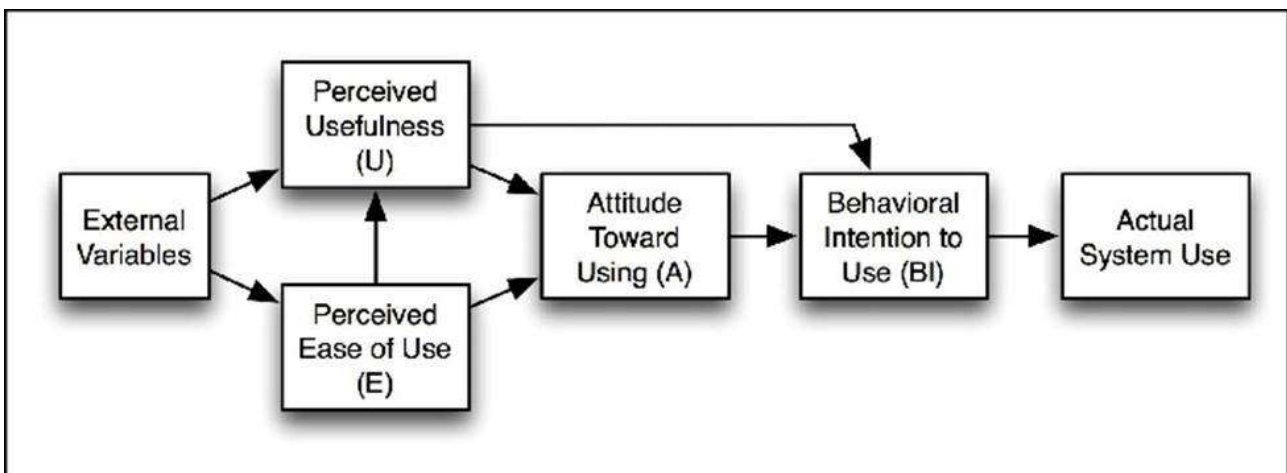 External
Variables
Perceived
Usefulness
(U)
Perceived
Ease of Use
(E)
Attitude
Toward
Using (A)
Behavioral
Intention to
Use (BI)
Actual
System Use